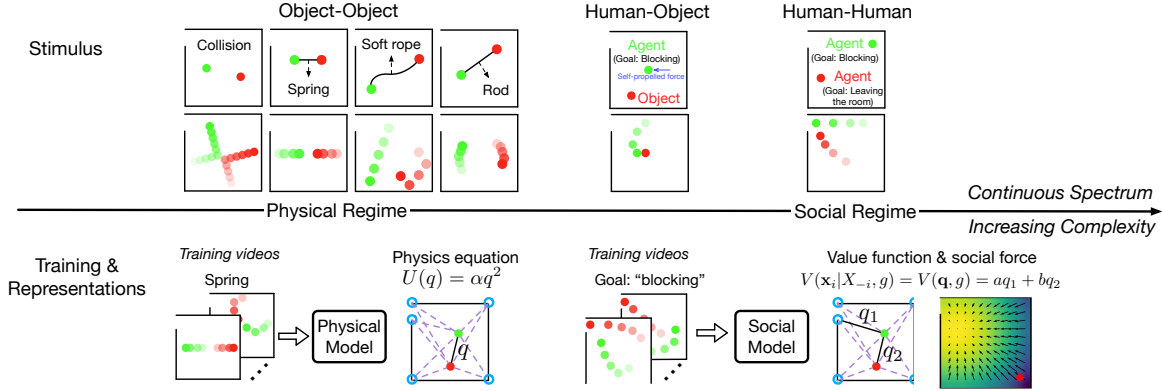 Object-Object
Human-Object
Human-Human
Stimulus
Collision
Spring
Soft rope
Rod
Agent
(Goal: Blocking)
Self-propelled force
Object
Agent
(Goal: Blocking)
Agent
(Goal: Leaving
the room)
Continuous Spectrum
Physical Regime
Social Regime
Increasing Complexity
Training &
Representations
Training videos
Spring
Physical
Model
Physics equation
U(q) = αq²
q
Training videos
Goal: “blocking”
Social
Model
Value function & social force
V(𝐱ᵢ|X₋ᵢ, g) = V(𝐪, g) = aq₁ + bq₂
q₁
q₂